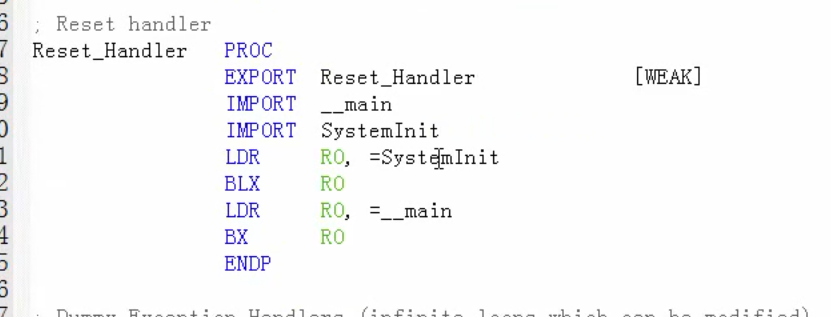 6 ; Reset handler
7 Reset_Handler PROC
8 EXPORT Reset_Handler [WEAK]
9 IMPORT __main
0 IMPORT SystemInit
1 LDR R0, =SystemInit
2 BLX R0
3 LDR R0, =__main
4 BX R0
5 ENDP
6
7 ; Dummy Exception Handlers (infinite loops which can be modified)